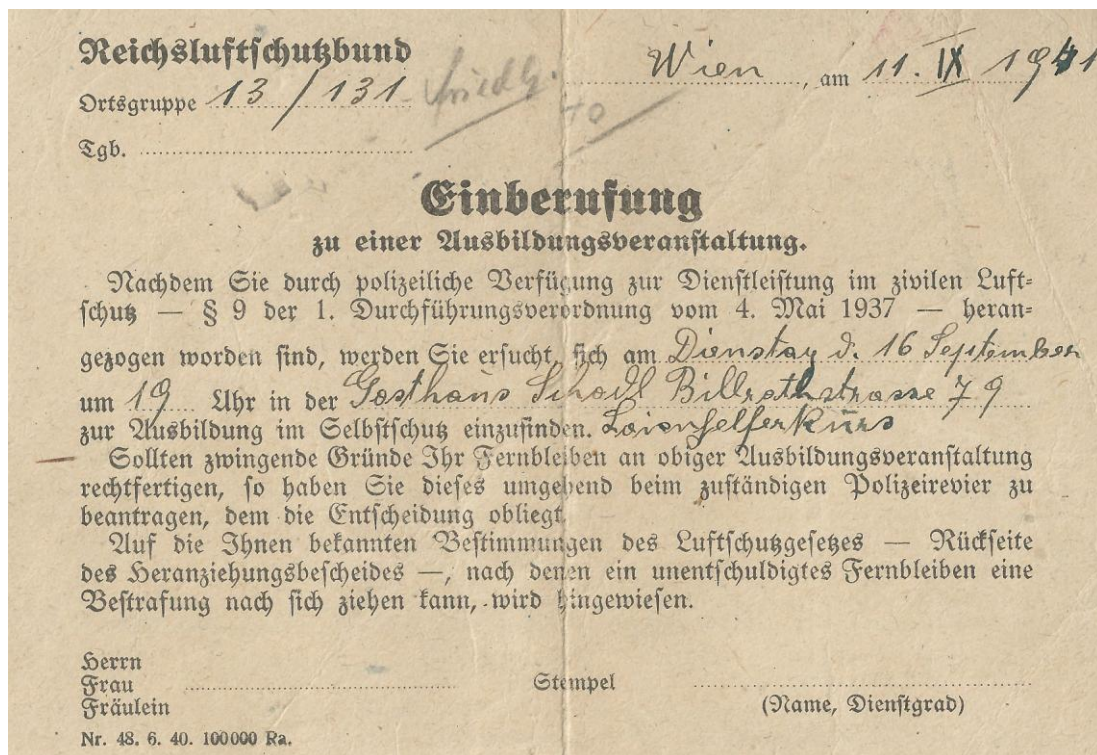 Reichsluftschutzbund
Wien, am 11. IX 1941
Ortsgruppe 13/131
40
Tgb.
Einberufung
zu einer Ausbildungsveranstaltung.
Nachdem Sie durch polizeiliche Verfügung zur Dienstleistung im zivilen Luft-
schutz — § 9 der 1. Durchführungsverordnung vom 4. Mai 1937 — heran-
gezogen worden sind, werden Sie ersucht, sich am Dienstag d. 16 September
um 19 Uhr in der Gasthaus Schadl Billrothstrasse 79
zur Ausbildung im Selbstschutz einzufinden. Laienhelferkurs
Sollten zwingende Gründe Ihr Fernbleiben an obiger Ausbildungsveranstaltung
rechtfertigen, so haben Sie dieses umgehend beim zuständigen Polizeirevier zu
beantragen, dem die Entscheidung obliegt.
Auf die Ihnen bekannten Bestimmungen des Luftschutzgesetzes — Rückseite
des Heranziehungsbescheides —, nach denen ein unentschuldigtes Fernbleiben eine
Bestrafung nach sich ziehen kann, wird hingewiesen.
Herrn
Frau
Fräulein
Stempel
(Name, Dienstgrad)
Nr. 48. 6. 40. 100000 Ra.